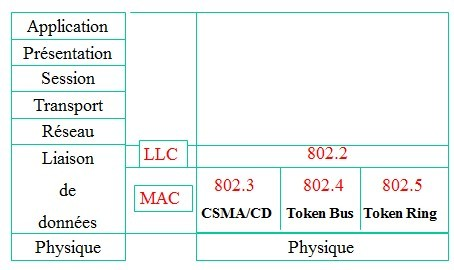 Application
Présentation
Session
Transport
Réseau
Liaison LLC 802.2
de MAC 802.3 802.4 802.5
données CSMA/CD Token Bus Token Ring
Physique Physique